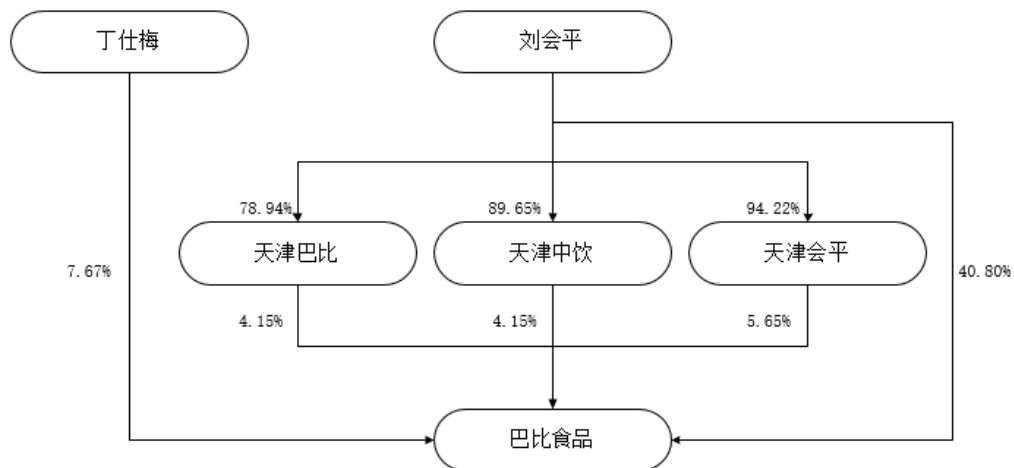 丁仕梅
刘会平
78.94%
89.65%
94.22%
天津巴比
天津中饮
天津会平
7.67%
40.80%
4.15%
4.15%
5.65%
巴比食品